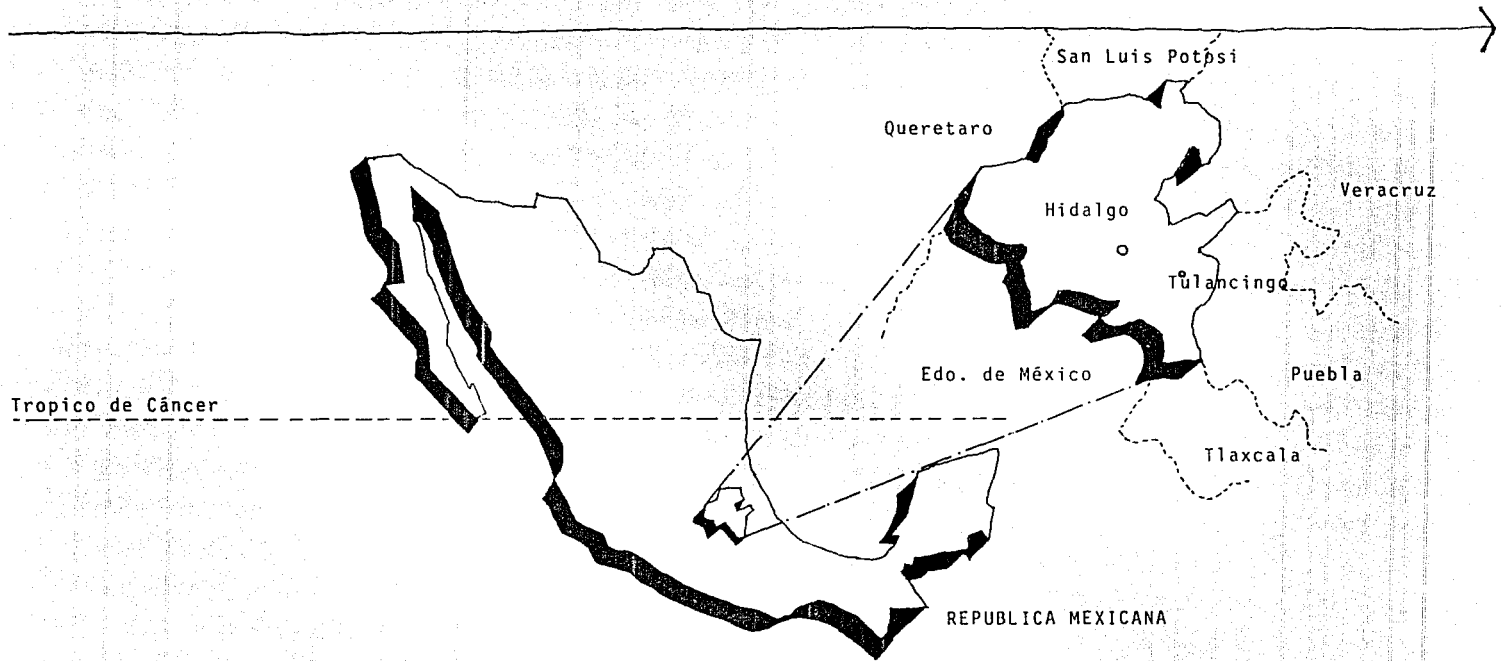 San Luis Potosi
Queretaro
Veracruz
Hidalgo
Tulancingo
Edo. de México
Puebla
Tropico de Cáncer
Tlaxcala
REPUBLICA MEXICANA